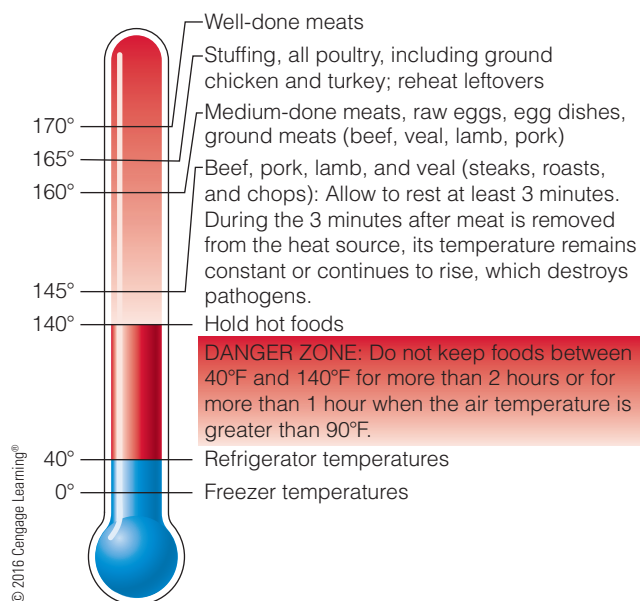 Well-done meats
Stuffing, all poultry, including ground
chicken and turkey; reheat leftovers
170°
Medium-done meats, raw eggs, egg dishes,
ground meats (beef, veal, lamb, pork)
165°
160°
Beef, pork, lamb, and veal (steaks, roasts,
and chops): Allow to rest at least 3 minutes.
During the 3 minutes after meat is removed
from the heat source, its temperature remains
constant or continues to rise, which destroys
pathogens.
145°
140°
Hold hot foods
DANGER ZONE: Do not keep foods between
40°F and 140°F for more than 2 hours or for
more than 1 hour when the air temperature is
greater than 90°F.
40°
Refrigerator temperatures
0°
Freezer temperatures
© 2016 Cengage Learning®